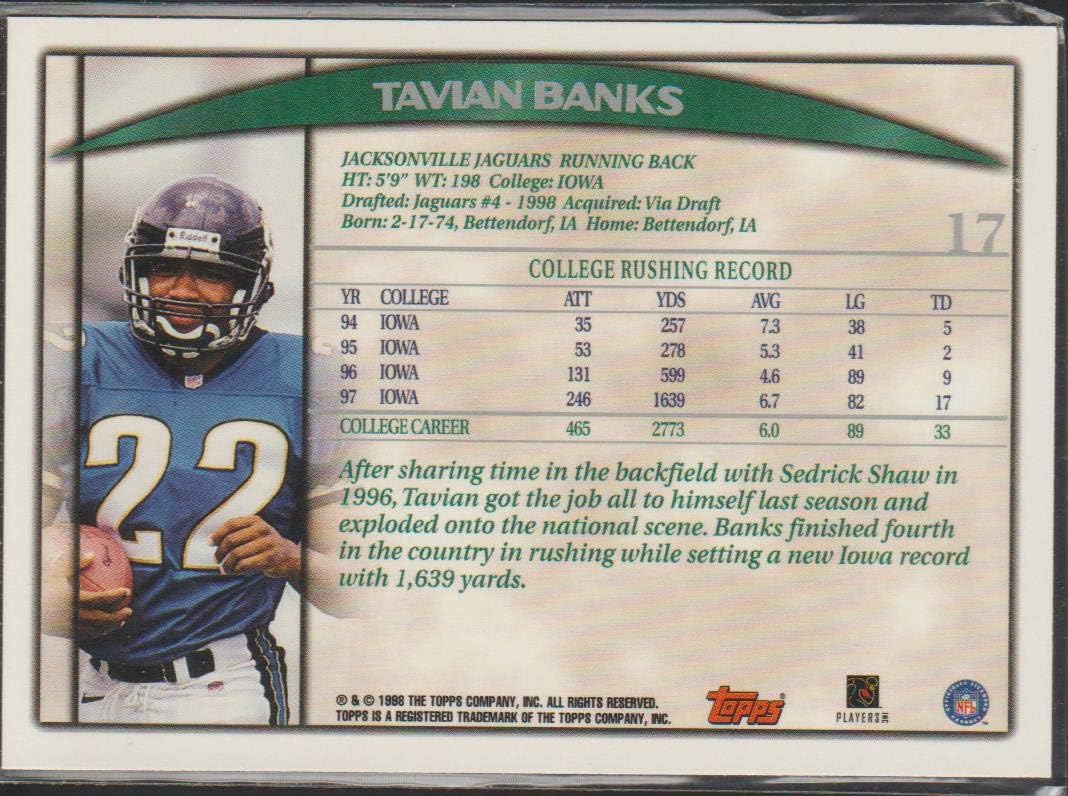 TAVIAN BANKS
JACKSONVILLE JAGUARS RUNNING BACK
HT: 5'9" WT: 198 College: IOWA
Drafted: Jaguars #4 - 1998 Acquired: Via Draft
Born: 2-17-74, Bettendorf, IA Home: Bettendorf, IA
17
COLLEGE RUSHING RECORD
YR COLLEGE ATT YDS AVG LG TD
94 IOWA 35 257 7.3 38 5
95 IOWA 53 278 5.3 41 2
96 IOWA 131 599 4.6 89 9
97 IOWA 246 1639 6.7 82 17
COLLEGE CAREER 465 2773 6.0 89 33
After sharing time in the backfield with Sedrick Shaw in
1996, Tavian got the job all to himself last season and
exploded onto the national scene. Banks finished fourth
in the country in rushing while setting a new Iowa record
with 1,639 yards.
Riddell
22
® & © 1998 THE TOPPS COMPANY, INC. ALL RIGHTS RESERVED.
TOPPS IS A REGISTERED TRADEMARK OF THE TOPPS COMPANY, INC.
topps®
PLAYERS INC
NFL
™